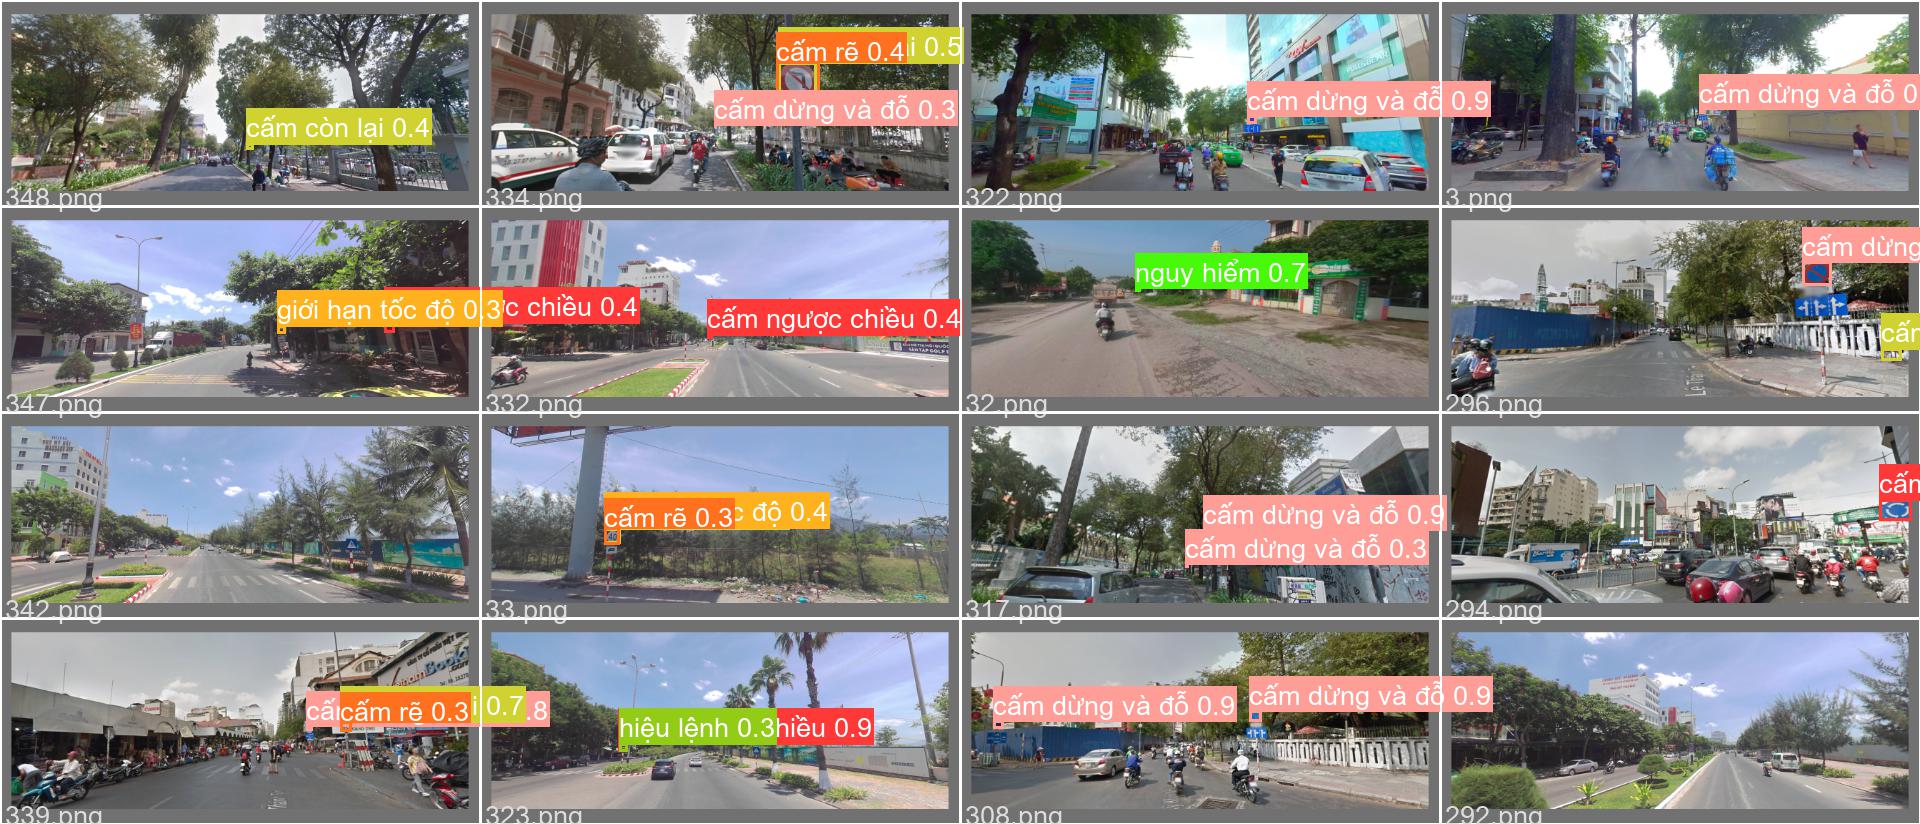 cấm còn lại 0.4
348.png
i 0.5
cấm rẽ 0.4
cấm dừng và đỗ 0.3
334.png
cấm dừng và đỗ 0.9
322.png
cấm dừng và đỗ 0
3.png
giới hạn tốc độ 0.3
347.png
c chiều 0.4
cấm ngược chiều 0.4
332.png
nguy hiểm 0.7
32.png
cấm dừng
cấn
296.png
342.png
cấm rẽ 0.3
c độ 0.4
40
33.png
cấm dừng và đỗ 0.9
cấm dừng và đỗ 0.3
317.png
cấn
294.png
cấm rẽ 0.3
i 0.7
.8
339.png
hiệu lệnh 0.3
hiều 0.9
323.png
cấm dừng và đỗ 0.9
cấm dừng và đỗ 0.9
308.png
292.png